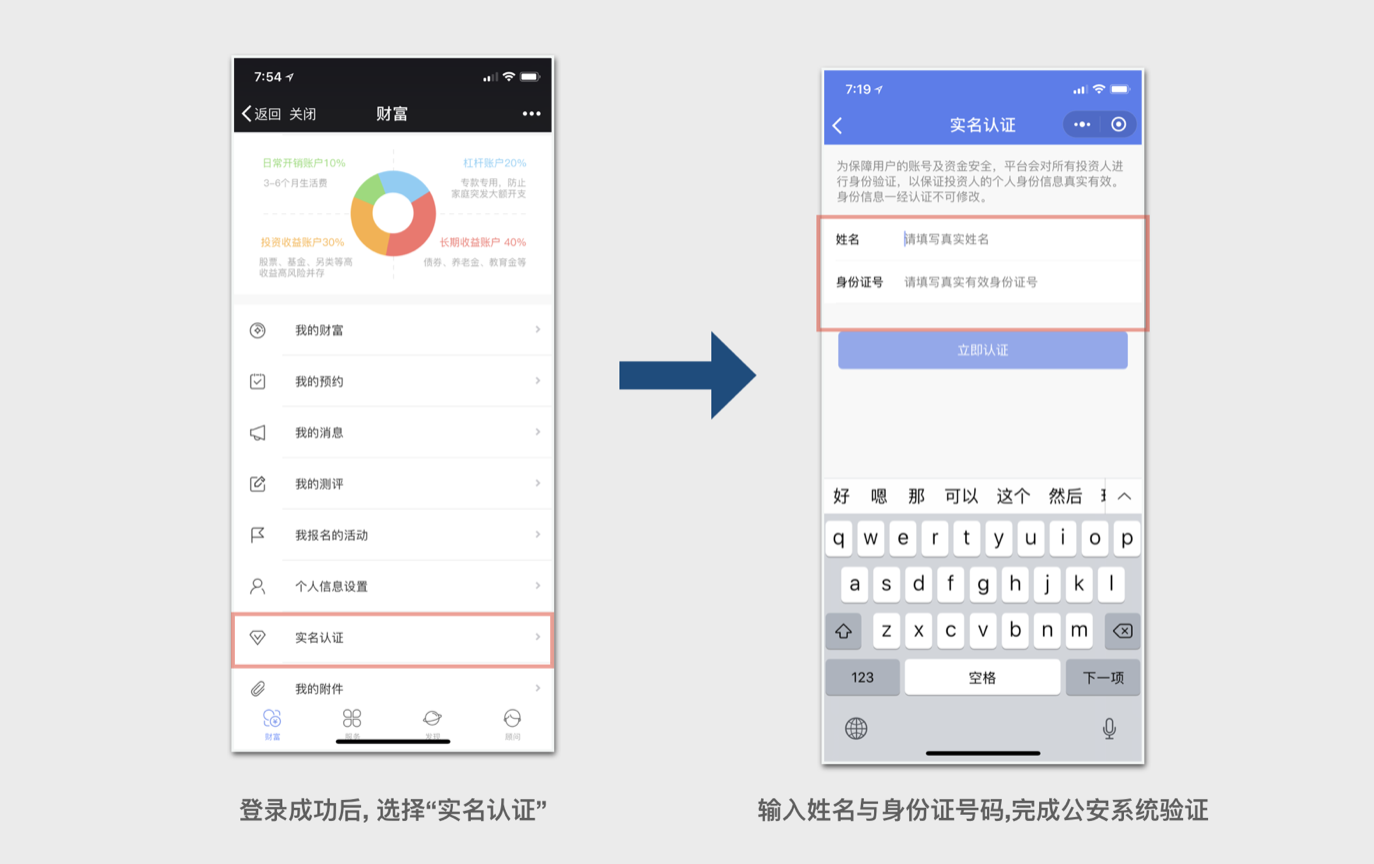 7:54
返回 关闭
财富
日常开销账户10%
3-6个月生活费
杠杆账户20%
专款专用，防止
家庭突发大额开支
投资收益账户30%
股票、基金、另类等高
收益高风险并存
长期收益账户 40%
债券、养老金、教育金等
我的财富
我的预约
我的消息
我的测评
我报名的活动
个人信息设置
实名认证
我的附件
财富
服务
发现
顾问
登录成功后, 选择“实名认证”
7:19
实名认证
为保障用户的账号及资金安全，平台会对所有投资人进
行身份验证，以保证投资人的个人身份信息真实有效。
身份信息一经认证不可修改。
姓名 请填写真实姓名
身份证号 请填写真实有效身份证号
立即认证
好 嗯 那 可以 这个 然后
q w e r t y u i o p
a s d f g h j k l
z x c v b n m
123 空格 下一项
输入姓名与身份证号码,完成公安系统验证